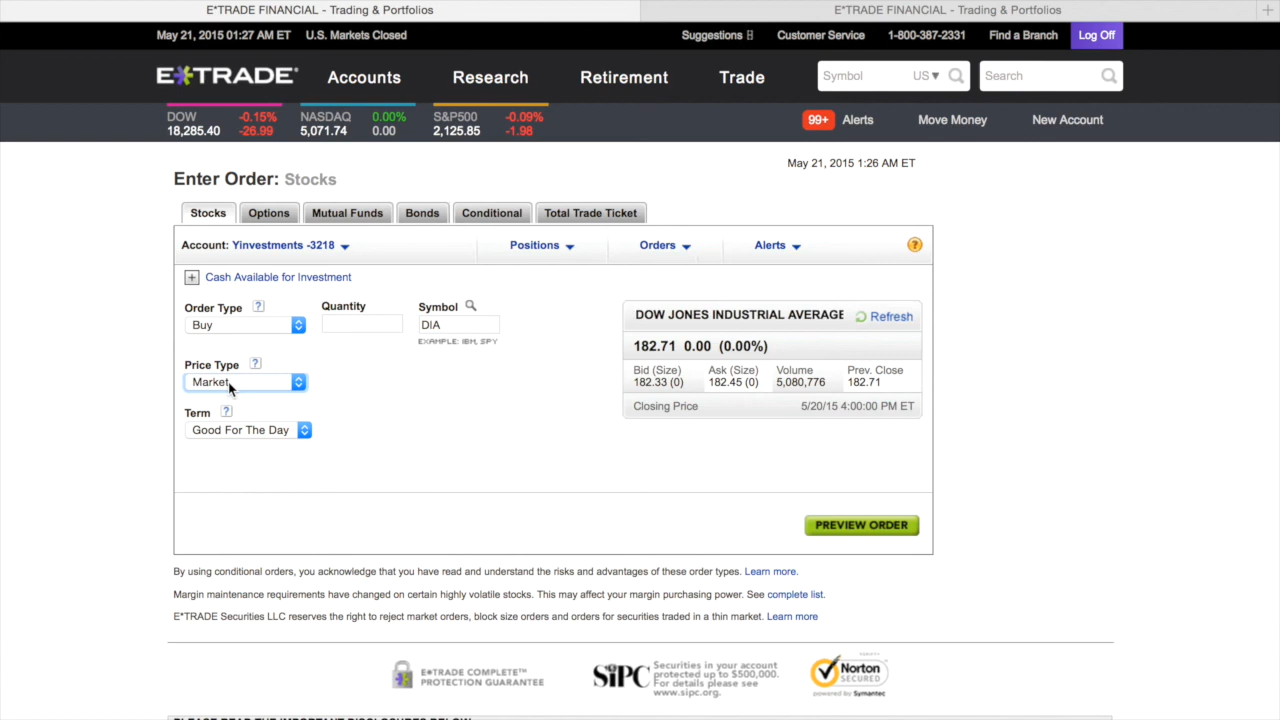 E*TRADE FINANCIAL - Trading & Portfolios
E*TRADE FINANCIAL - Trading & Portfolios
May 21, 2015 01:27 AM ET U.S. Markets Closed
Suggestions Customer Service 1-800-387-2331 Find a Branch Log Off
E*TRADE Accounts Research Retirement Trade
Symbol US▼ Search
DOW -0.15% NASDAQ 0.00% S&P500 -0.09%
18,285.40 -26.99 5,071.74 0.00 2,125.85 -1.98
99+ Alerts Move Money New Account
May 21, 2015 1:26 AM ET
Enter Order: Stocks
Stocks Options Mutual Funds Bonds Conditional Total Trade Ticket
Account: Yinvestments -3218 Positions Orders Alerts ?
+ Cash Available for Investment
Order Type ? Quantity Symbol
Buy DIA
EXAMPLE: IBM, SPY
Price Type ?
Market
Term ?
Good For The Day
DOW JONES INDUSTRIAL AVERAGE Refresh
182.71 0.00 (0.00%)
Bid (Size) Ask (Size) Volume Prev. Close
182.33 (0) 182.45 (0) 5,080,776 182.71
Closing Price 5/20/15 4:00:00 PM ET
PREVIEW ORDER
By using conditional orders, you acknowledge that you have read and understand the risks and advantages of these order types. Learn more.
Margin maintenance requirements have changed on certain highly volatile stocks. This may affect your margin purchasing power. See complete list.
E*TRADE Securities LLC reserves the right to reject market orders, block size orders and orders for securities traded in a thin market. Learn more
E*TRADE COMPLETE™
PROTECTION GUARANTEE
SiPC
Securities in your account
protected up to $500,000.
For details please see
www.sipc.org.
Norton
SECURED
powered by Symantec
PLEASE READ THE IMPORTANT DISCLOSURES BELOW